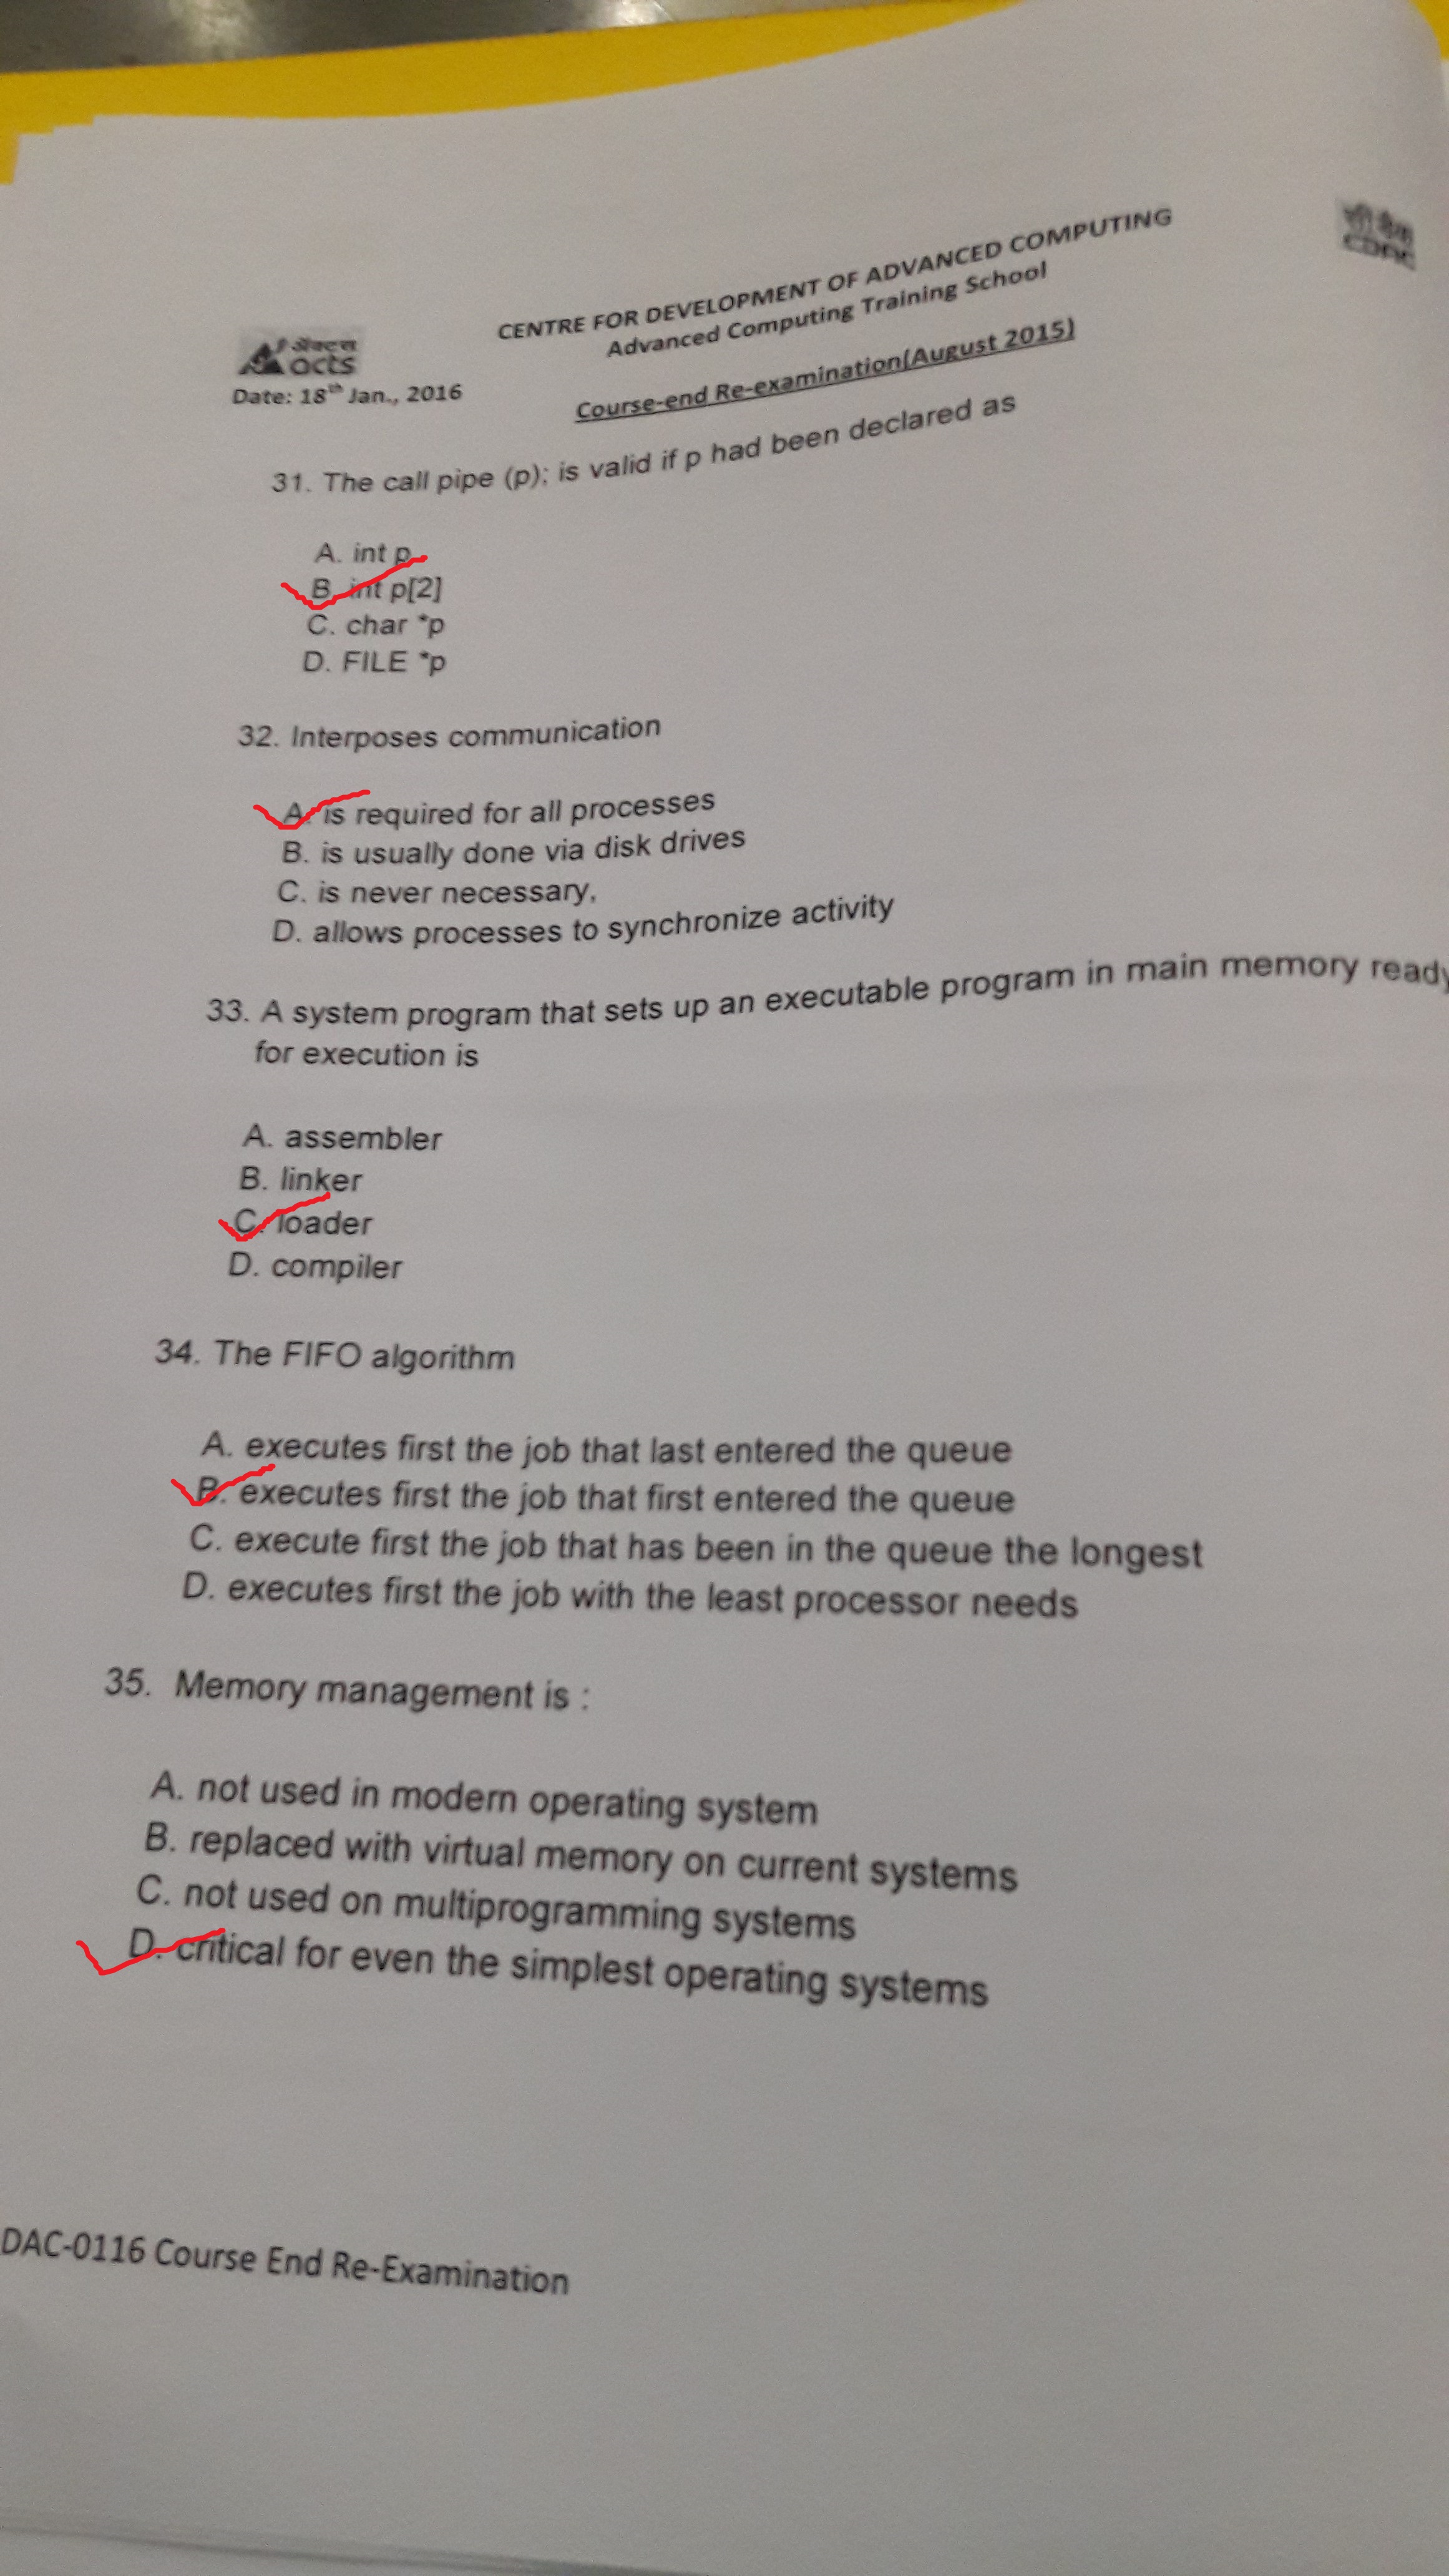 CENTRE FOR DEVELOPMENT OF ADVANCED COMPUTING
Advanced Computing Training School
सी डैक
CDAC
ॲक्टस
acts
Date: 18th Jan., 2016
Course-end Re-examination(August 2015)
31. The call pipe (p); is valid if p had been declared as
A. int p
B. int p[2]
C. char *p
D. FILE *p
32. Interposes communication
A. is required for all processes
B. is usually done via disk drives
C. is never necessary,
D. allows processes to synchronize activity
33. A system program that sets up an executable program in main memory ready
for execution is
A. assembler
B. linker
C. loader
D. compiler
34. The FIFO algorithm
A. executes first the job that last entered the queue
B. executes first the job that first entered the queue
C. execute first the job that has been in the queue the longest
D. executes first the job with the least processor needs
35. Memory management is :
A. not used in modern operating system
B. replaced with virtual memory on current systems
C. not used on multiprogramming systems
D. critical for even the simplest operating systems
DAC-0116 Course End Re-Examination